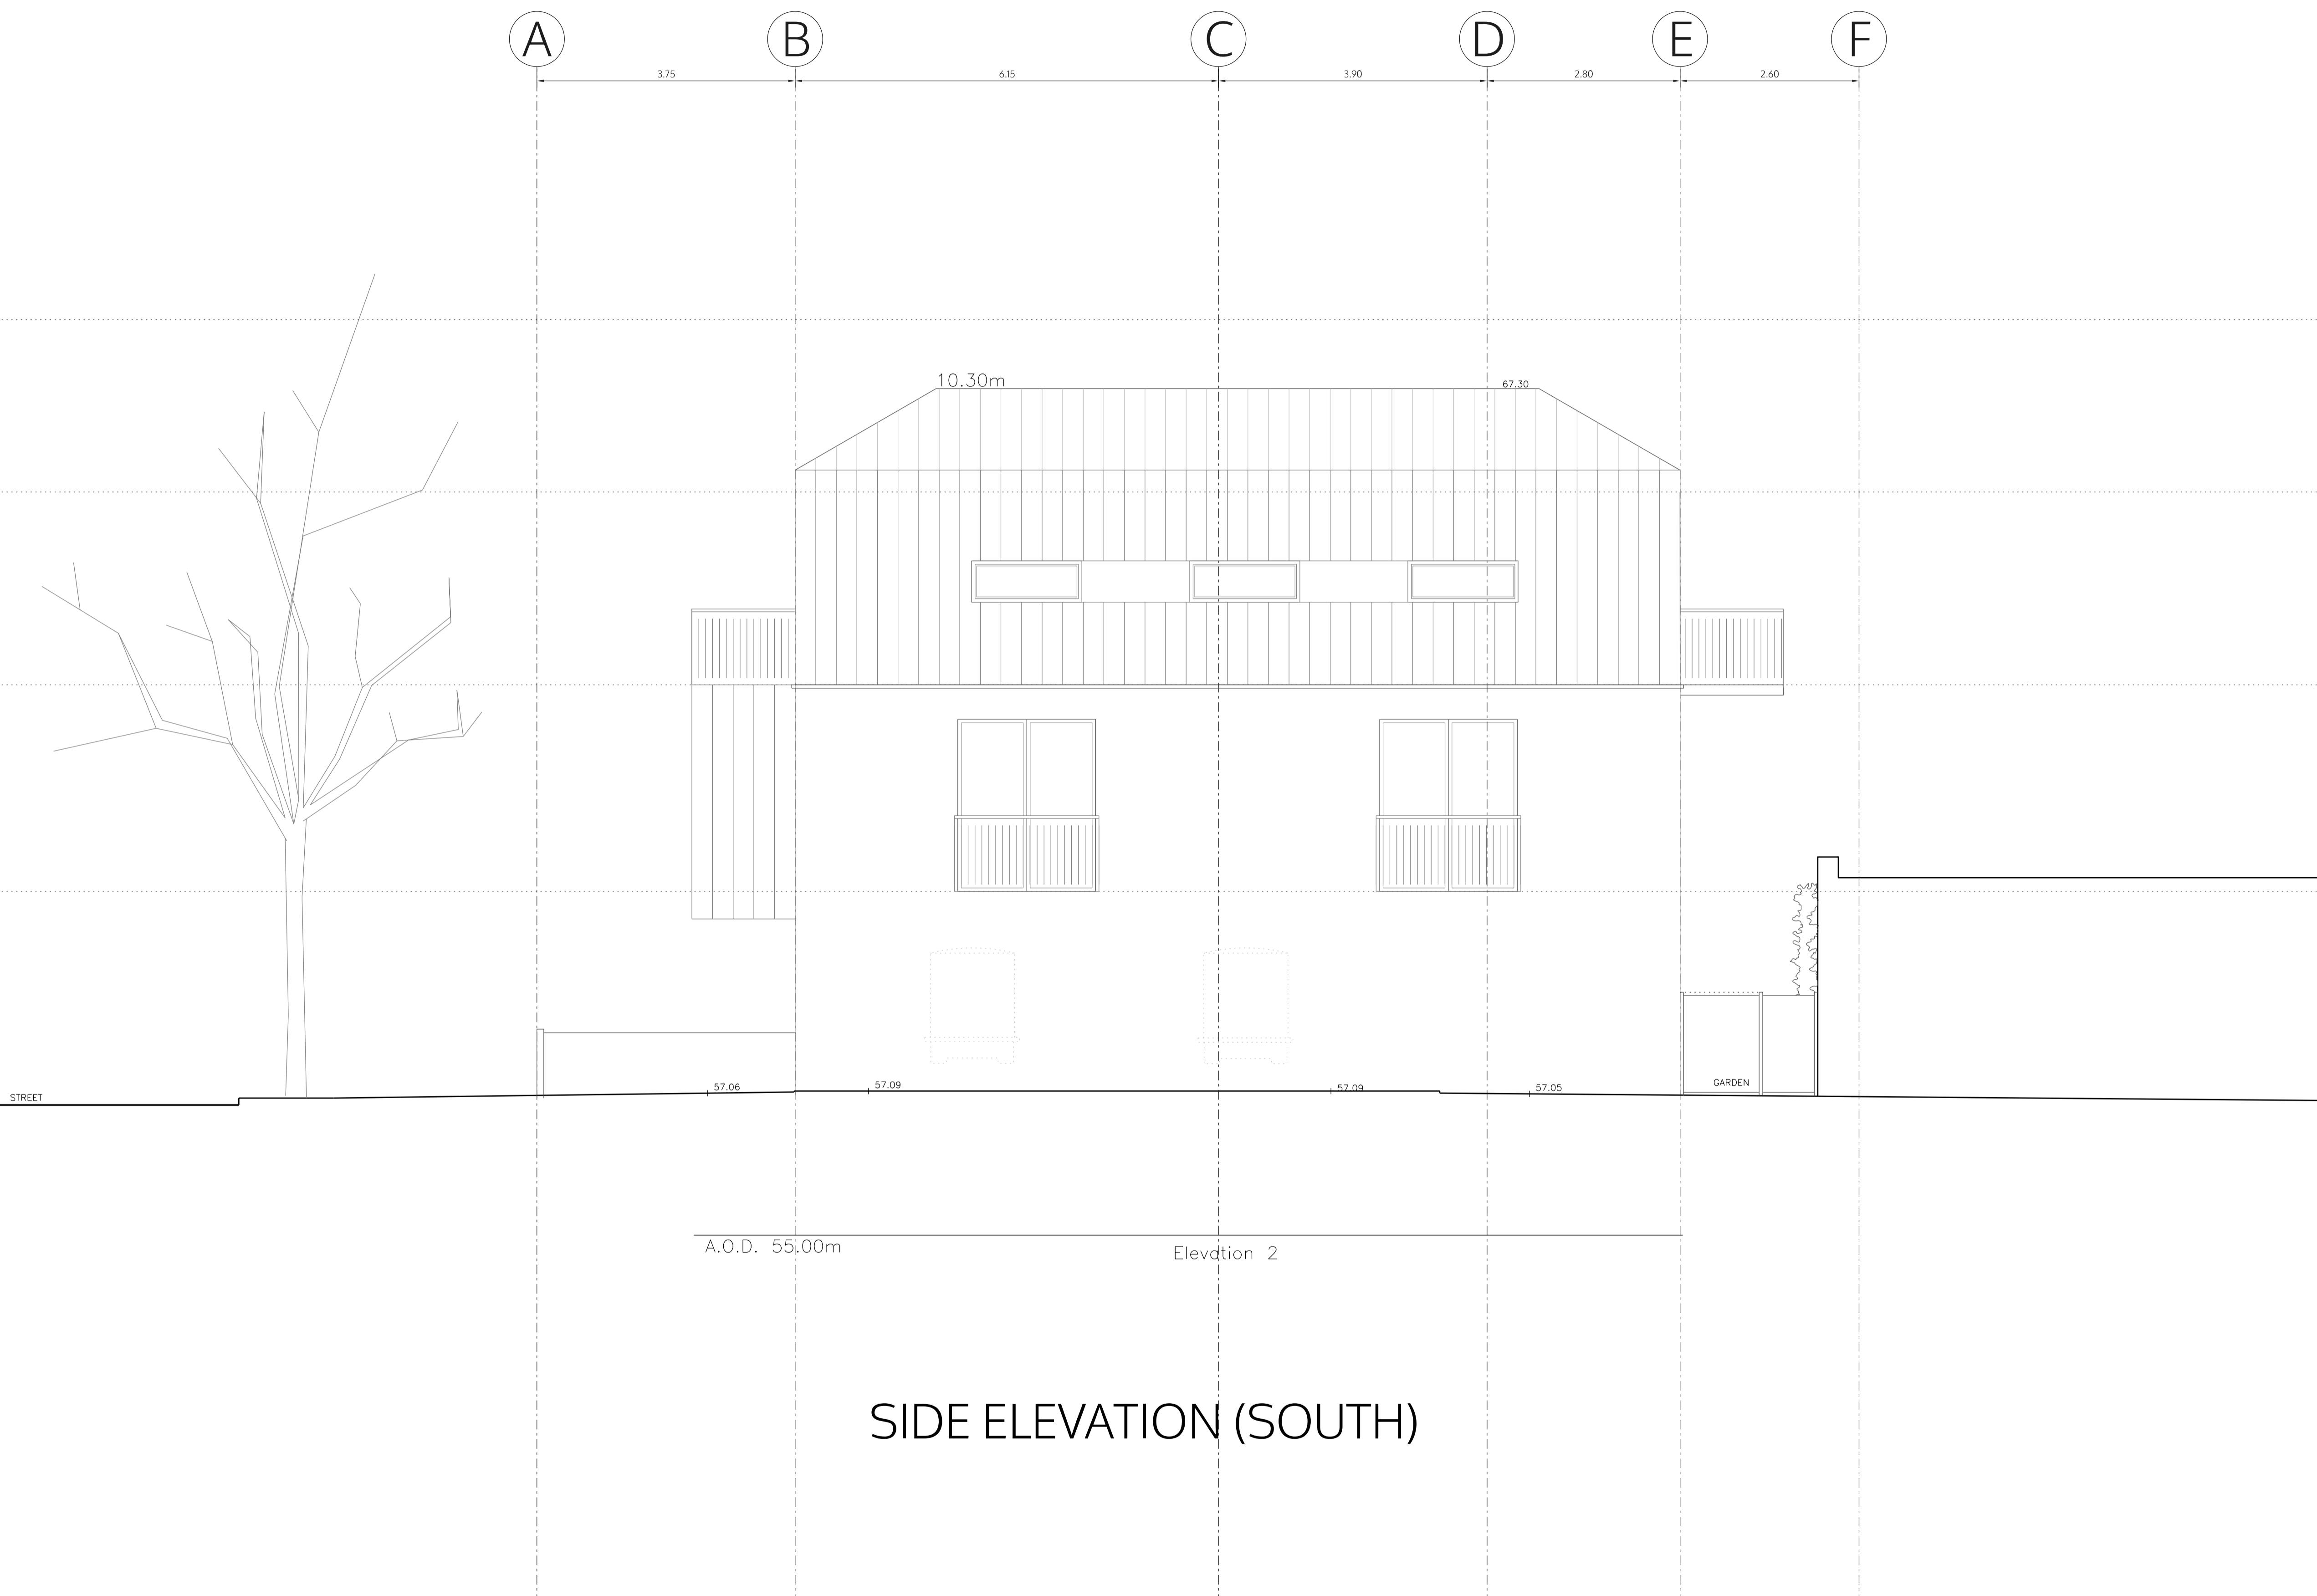 A B C D E F
3.75 6.15 3.90 2.80 2.60
10.30m 67.30
STREET 57.06 57.09 57.09 57.05 GARDEN
A.O.D. 55.00m
Elevation 2
SIDE ELEVATION (SOUTH)